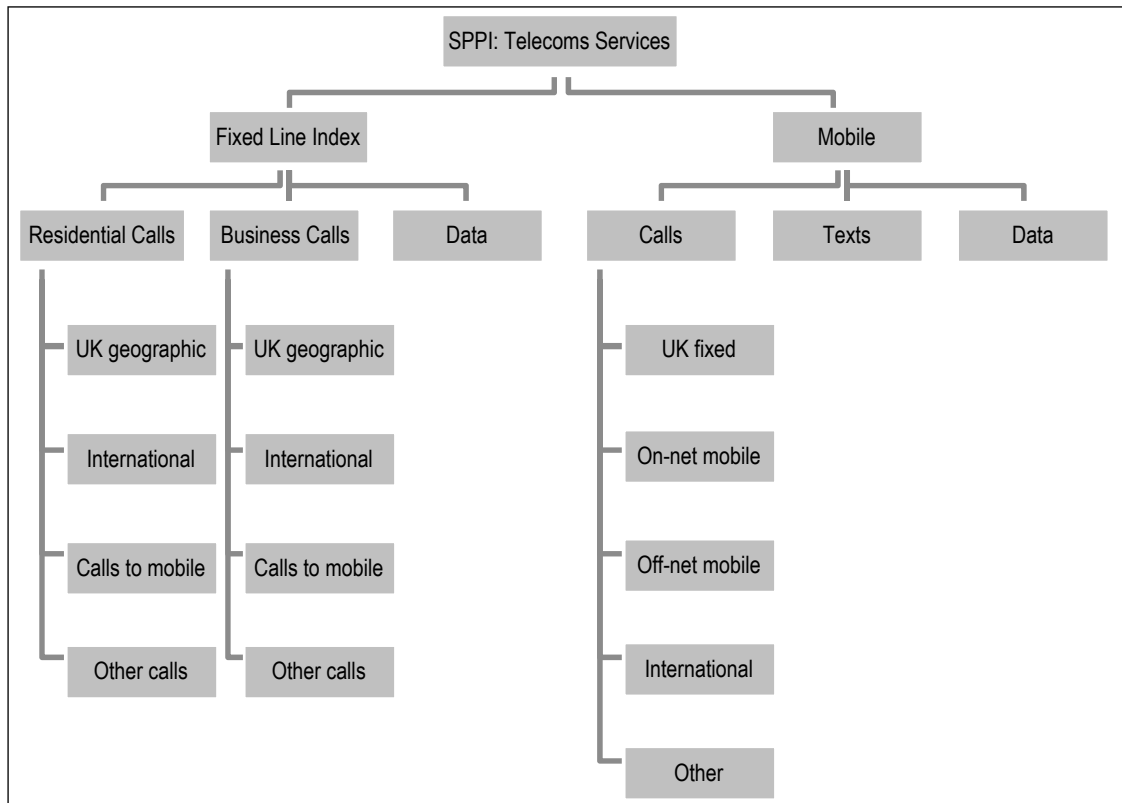 SPPI: Telecoms Services
Fixed Line Index
Mobile
Residential Calls
Business Calls
Data
Calls
Texts
Data
UK geographic
UK geographic
UK fixed
International
International
On-net mobile
Calls to mobile
Calls to mobile
Off-net mobile
Other calls
Other calls
International
Other